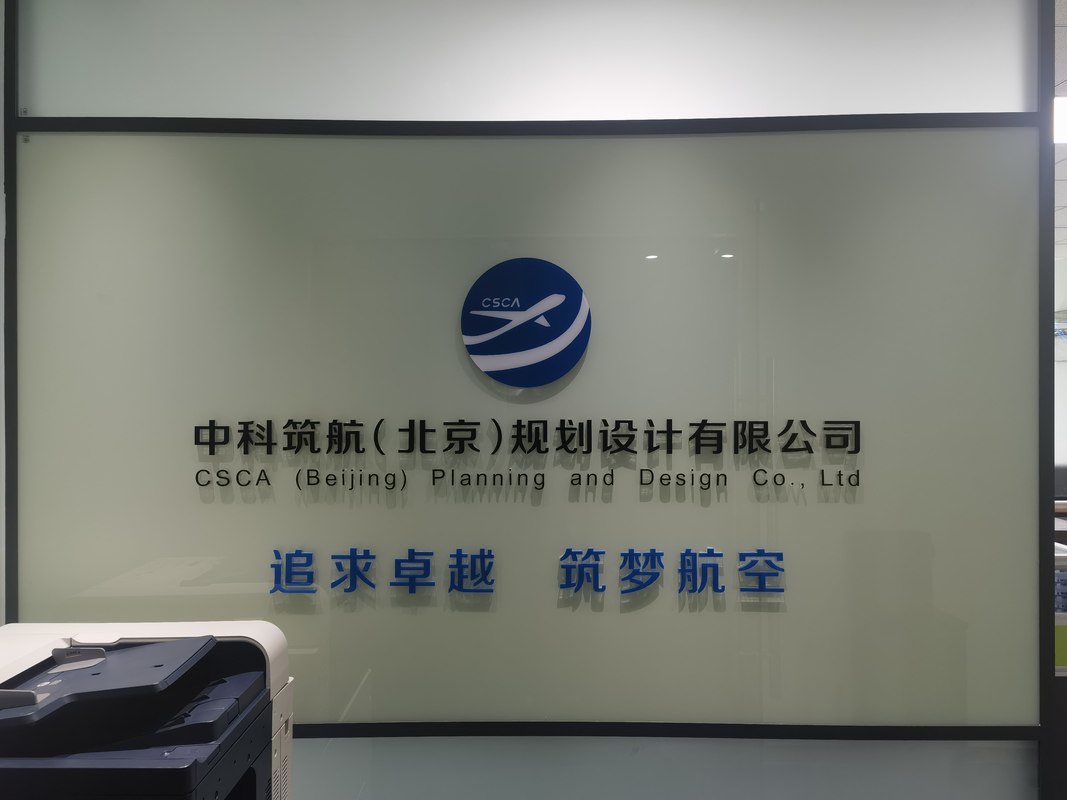 CSCA
中科筑航(北京)规划设计有限公司
CSCA (Beijing) Planning and Design Co., Ltd
追求卓越 筑梦航空